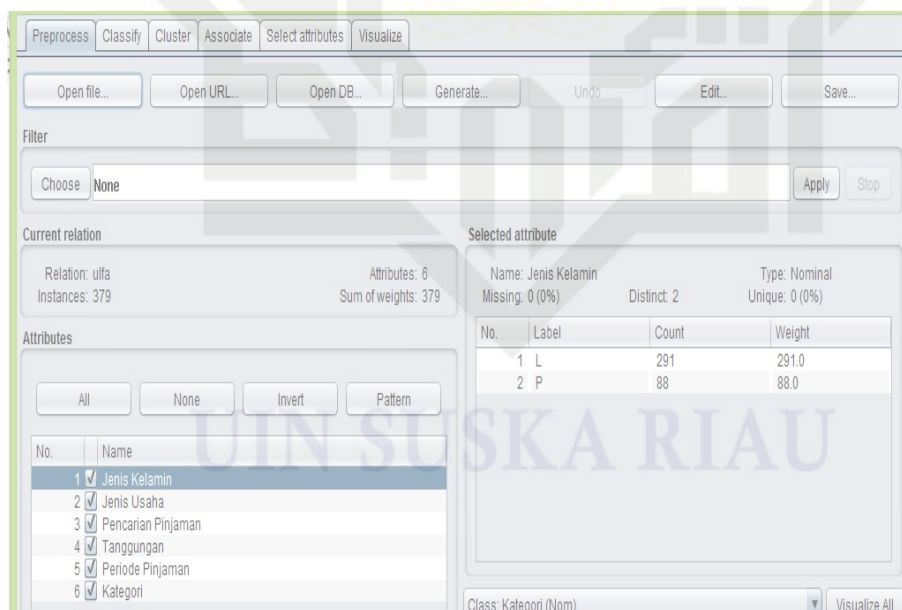 Preprocess Classify Cluster Associate Select attributes Visualize
Open file... Open URL... Open DB... Generate... Undo Edit... Save...
Filter
Choose None Apply Stop
Current relation
Relation: ulfa Attributes: 6
Instances: 379 Sum of weights: 379
Selected attribute
Name: Jenis Kelamin Type: Nominal
Missing: 0 (0%) Distinct: 2 Unique: 0 (0%)
No. Label Count Weight
1 L 291 291.0
2 P 88 88.0
Attributes
All None Invert Pattern
No. Name
1 Jenis Kelamin
2 Jenis Usaha
3 Pencarian Pinjaman
4 Tanggungan
5 Periode Pinjaman
6 Kategori
Class: Kategori (Nom) Visualize All
UIN SUSKA RIAU